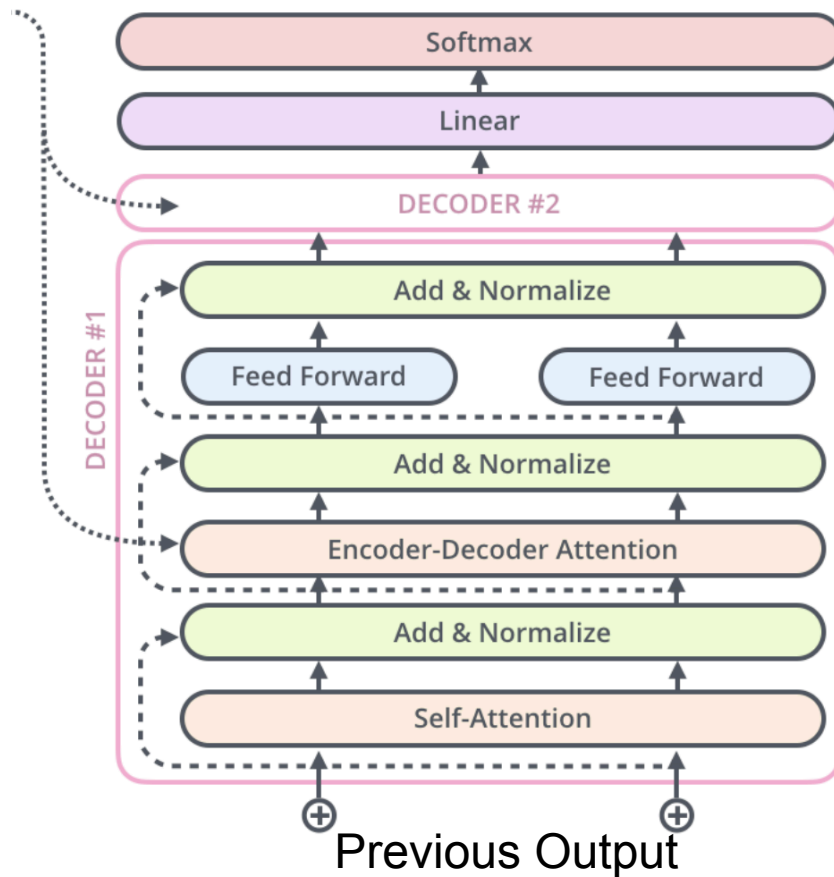 Softmax
Linear
DECODER #2
DECODER #1
Add & Normalize
Feed Forward
Feed Forward
Add & Normalize
Encoder-Decoder Attention
Add & Normalize
Self-Attention
Previous Output